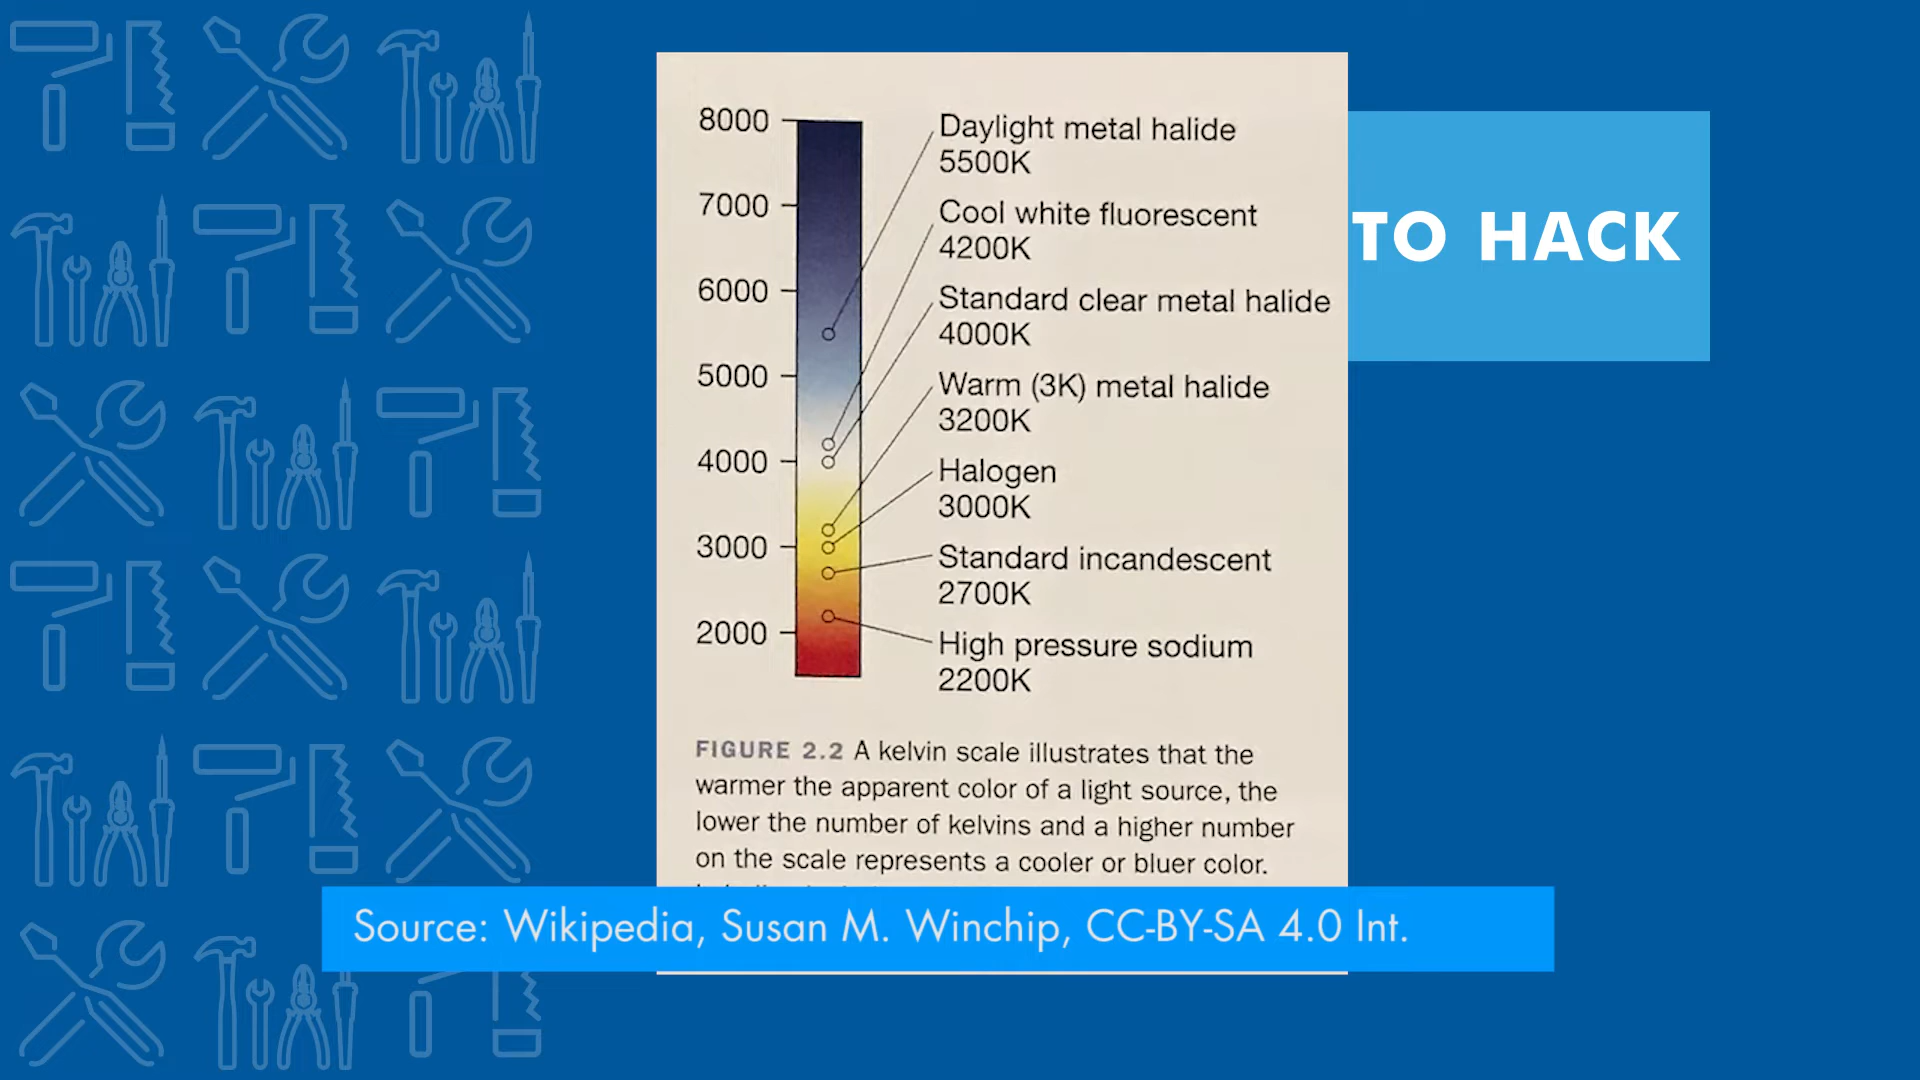 8000
7000
6000
5000
4000
3000
2000
Daylight metal halide
5500K
Cool white fluorescent
4200K
Standard clear metal halide
4000K
Warm (3K) metal halide
3200K
Halogen
3000K
Standard incandescent
2700K
High pressure sodium
2200K
FIGURE 2.2 A kelvin scale illustrates that the
warmer the apparent color of a light source, the
lower the number of kelvins and a higher number
on the scale represents a cooler or bluer color.
TO HACK
Source: Wikipedia, Susan M. Winchip, CC-BY-SA 4.0 Int.